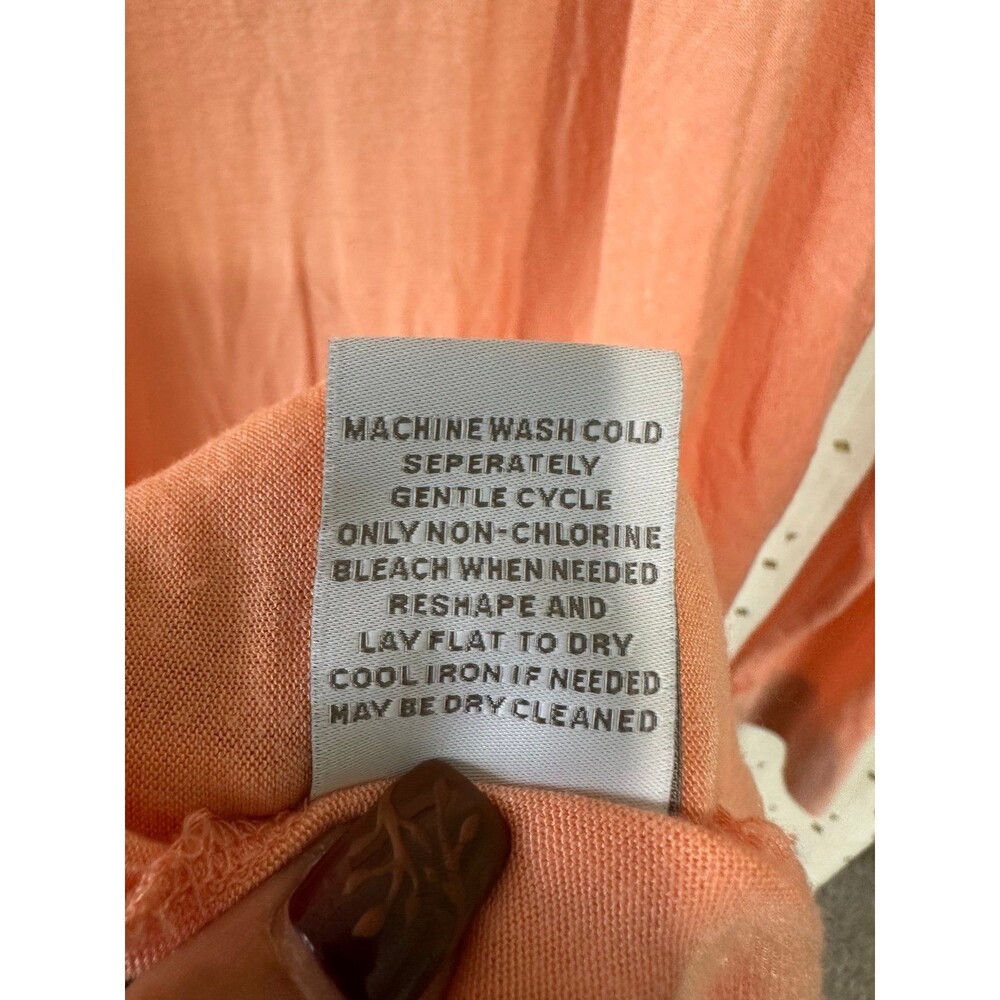 MACHINE WASH COLD
SEPERATELY
GENTLE CYCLE
ONLY NON-CHLORINE
BLEACH WHEN NEEDED
RESHAPE AND
LAY FLAT TO DRY
COOL IRON IF NEEDED
MAY BE DRY CLEANED